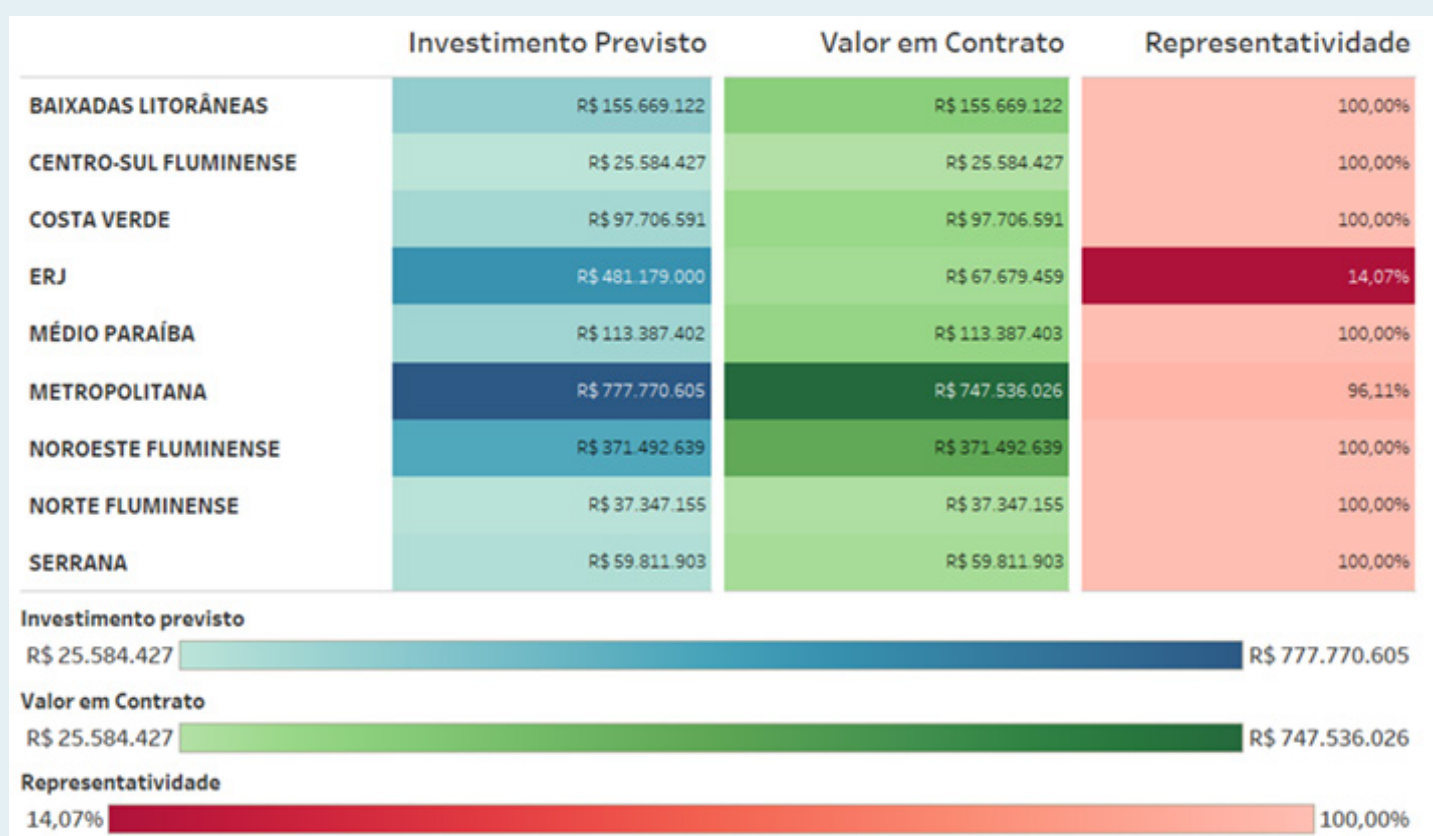 Investimento Previsto Valor em Contrato Representatividade
BAIXADAS LITORÂNEAS R$ 155.669.122 R$ 155.669.122 100,00%
CENTRO-SUL FLUMINENSE R$ 25.584.427 R$ 25.584.427 100,00%
COSTA VERDE R$ 97.706.591 R$ 97.706.591 100,00%
ERJ R$ 481.179.000 R$ 67.679.459 14,07%
MÉDIO PARAÍBA R$ 113.387.402 R$ 113.387.403 100,00%
METROPOLITANA R$ 777.770.605 R$ 747.536.026 96,11%
NOROESTE FLUMINENSE R$ 371.492.639 R$ 371.492.639 100,00%
NORTE FLUMINENSE R$ 37.347.155 R$ 37.347.155 100,00%
SERRANA R$ 59.811.903 R$ 59.811.903 100,00%
Investimento previsto
R$ 25.584.427 R$ 777.770.605
Valor em Contrato
R$ 25.584.427 R$ 747.536.026
Representatividade
14,07% 100,00%